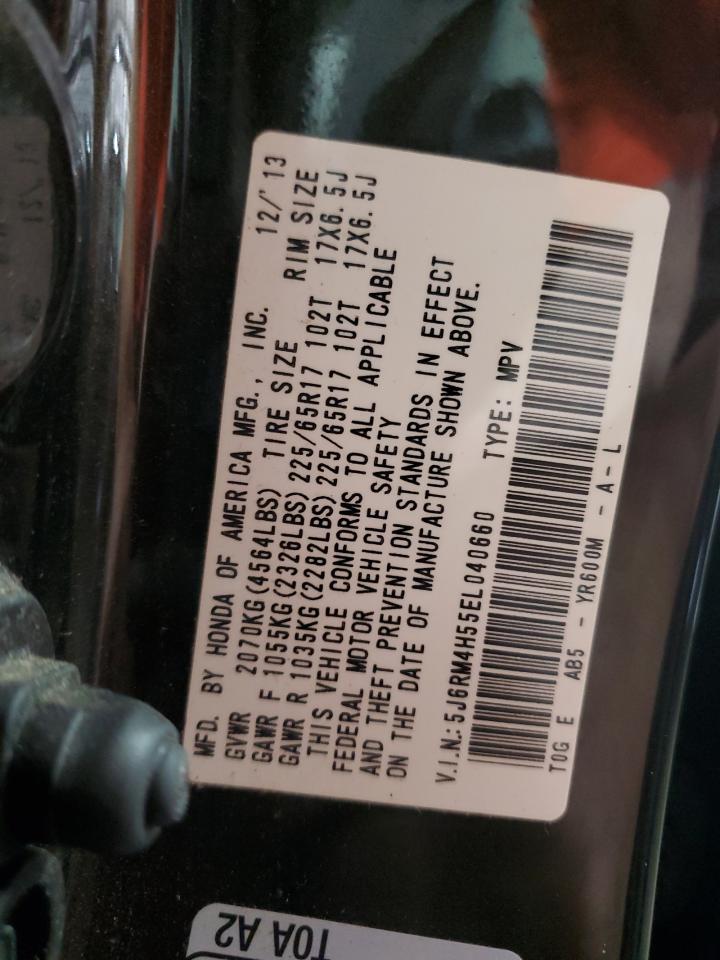 MFD. BY HONDA OF AMERICA MFG., INC. 12/'13
GVWR 2070KG(4564LBS) TIRE SIZE RIM SIZE
GAWR F 1055KG(2326LBS)225/65R17 102T 17X6.5J
GAWR R 1035KG(2282LBS)225/65R17 102T 17X6.5J
THIS VEHICLE CONFORMS TO ALL APPLICABLE
FEDERAL MOTOR VEHICLE SAFETY
AND THEFT PREVENTION STANDARDS IN EFFECT
ON THE DATE OF MANUFACTURE SHOWN ABOVE.
V.I.N.:5J6RM4H55EL040660 TYPE: MPV
T0G E AB5 - YR600M - A - L
T0A A2